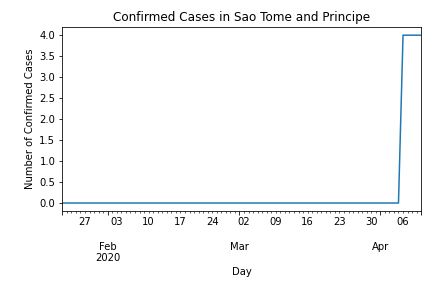 Confirmed Cases in Sao Tome and Principe
Number of Confirmed Cases
4.0
3.5
3.0
2.5
2.0
1.5
1.0
0.5
0.0
27 03 10 17 24 02 09 16 23 30 06
Feb Mar Apr
2020
Day